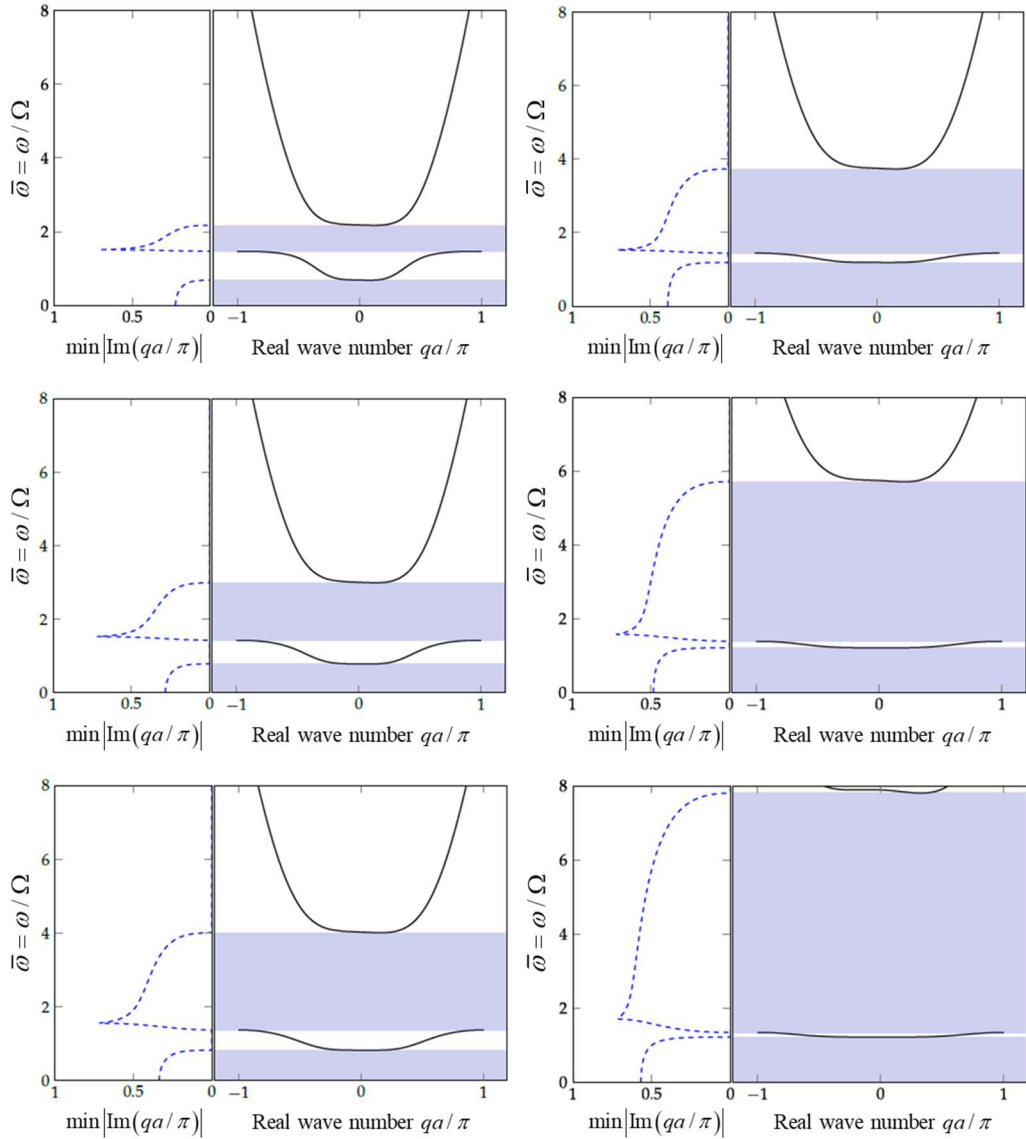 8
6
4
2
0
ω̄ = ω / Ω
1 0.5 0 −1 0 1
min|Im(qa/π)| Real wave number qa/π
8
6
4
2
0
ω̄ = ω / Ω
1 0.5 0 −1 0 1
min|Im(qa/π)| Real wave number qa/π
8
6
4
2
0
ω̄ = ω / Ω
1 0.5 0 −1 0 1
min|Im(qa/π)| Real wave number qa/π
8
6
4
2
0
ω̄ = ω / Ω
1 0.5 0 −1 0 1
min|Im(qa/π)| Real wave number qa/π
8
6
4
2
0
ω̄ = ω / Ω
1 0.5 0 −1 0 1
min|Im(qa/π)| Real wave number qa/π
8
6
4
2
0
ω̄ = ω / Ω
1 0.5 0 −1 0 1
min|Im(qa/π)| Real wave number qa/π